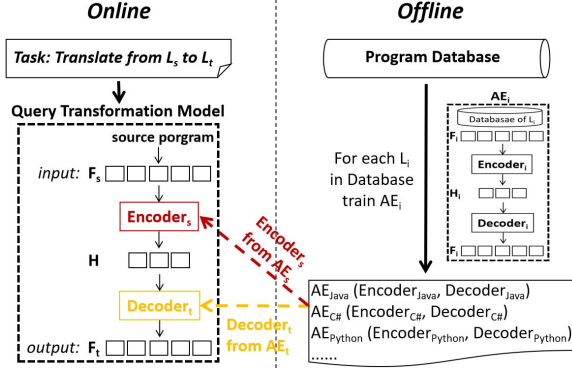 Online
Offline
Task: Translate from Ls to Lt
Program Database
Query Transformation Model
source porgram
input: Fs
Encoders
H
Decodert
output: Ft
Encoders
from AEs
Decodert
from AEt
For each Li
in Database
train AEi
AEi
Databasae of Li
Fi
Encoderi
Hi
Decoderi
Fi
AEJava (EncoderJava, DecoderJava)
AEC# (EncoderC#, DecoderC#)
AEPython (EncoderPython, DecoderPython)
......